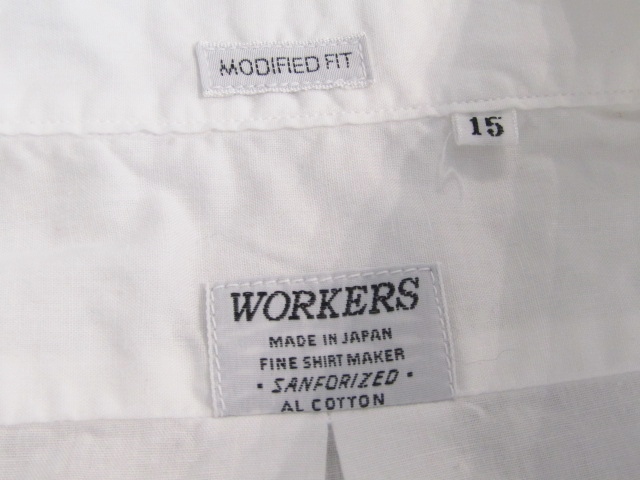 MODIFIED FIT
15
WORKERS
MADE IN JAPAN
FINE SHIRT MAKER
• SANFORIZED •
AL COTTON